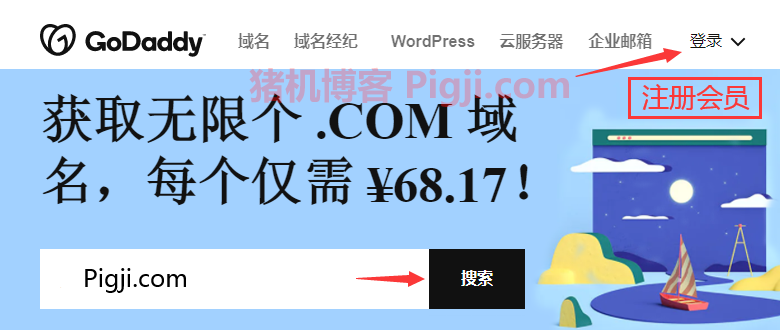 GoDaddy 域名 域名经纪 WordPress 云服务器 企业邮箱 登录
猪机博客 Pigji.com
注册会员
获取无限个 .COM 域
名，每个仅需 ¥68.17！
Pigji.com 搜索